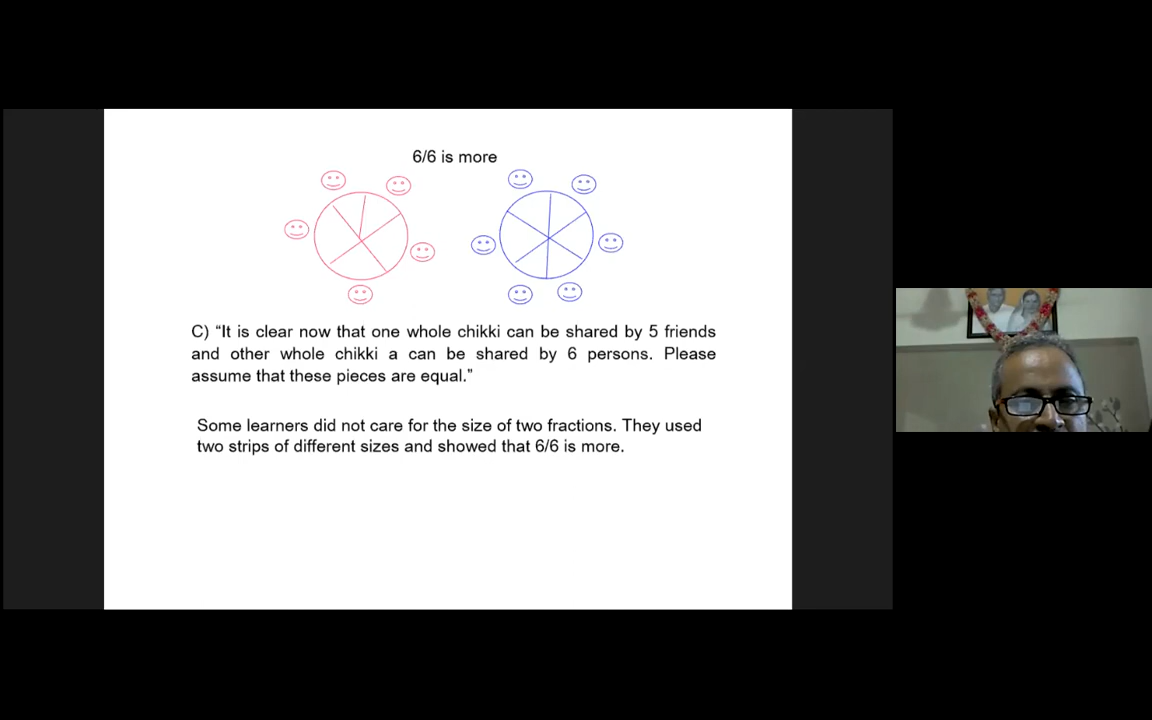 6/6 is more
C) “It is clear now that one whole chikki can be shared by 5 friends
and other whole chikki a can be shared by 6 persons. Please
assume that these pieces are equal.”
Some learners did not care for the size of two fractions. They used
two strips of different sizes and showed that 6/6 is more.